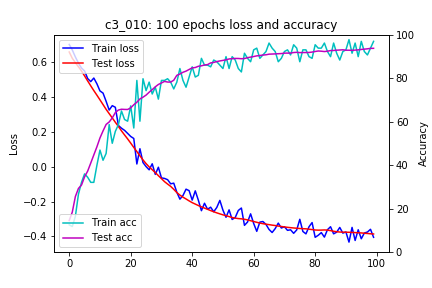 c3_010: 100 epochs loss and accuracy
Train loss
Test loss
Train acc
Test acc
Loss
Accuracy
0.6
0.4
0.2
0.0
−0.2
−0.4
100
80
60
40
20
0
0 20 40 60 80 100